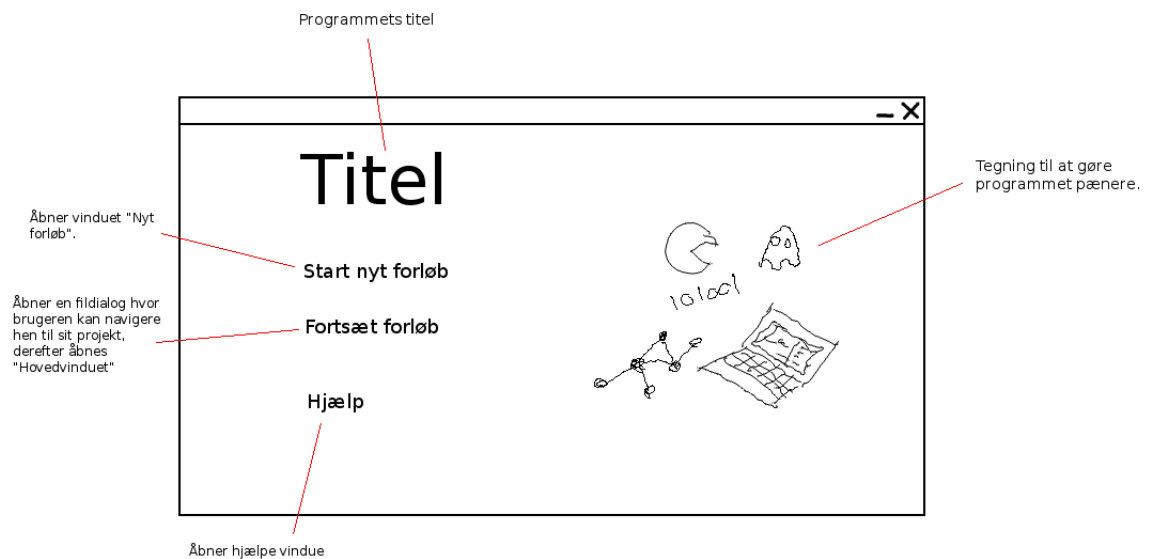 Programmets titel
Titel
Tegning til at gøre
programmet pænere.
Åbner vinduet "Nyt
forløb".
Start nyt forløb
101001
Åbner en fildialog hvor
brugeren kan navigere
hen til sit projekt,
derefter åbnes
"Hovedvinduet"
Fortsæt forløb
Hjælp
Åbner hjælpe vindue